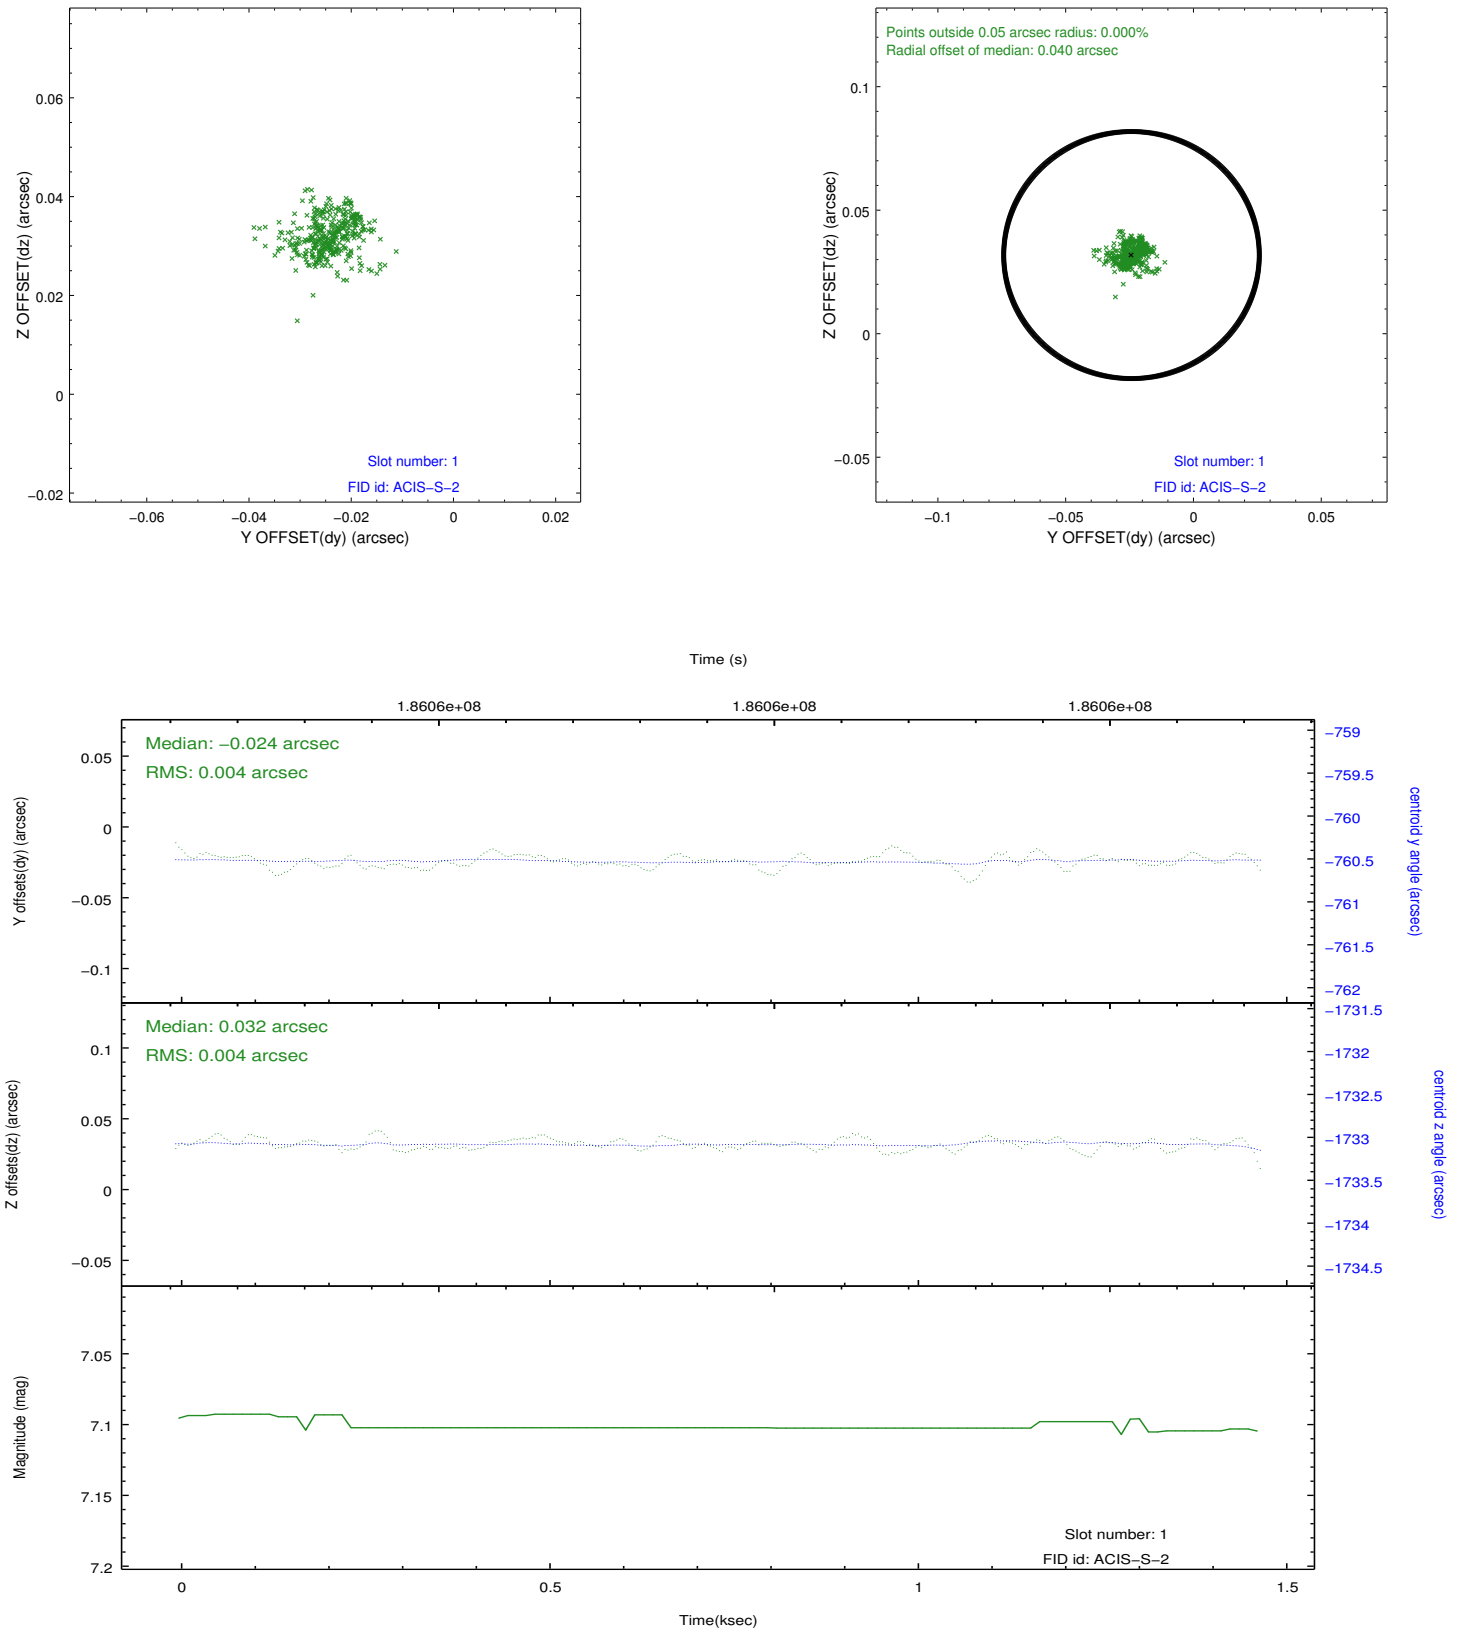 Points outside 0.05 arcsec radius: 0.000%
Radial offset of median: 0.040 arcsec
0.06
0.04
0.02
0
−0.02
Z OFFSET(dz) (arcsec)
Slot number: 1
FID id: ACIS−S−2
−0.06
−0.04
−0.02
0
0.02
Y OFFSET(dy) (arcsec)
0.1
0.05
0
−0.05
Z OFFSET(dz) (arcsec)
Slot number: 1
FID id: ACIS−S−2
−0.1
−0.05
0
0.05
Y OFFSET(dy) (arcsec)
Time (s)
1.8606e+08
1.8606e+08
1.8606e+08
Median: −0.024 arcsec
RMS: 0.004 arcsec
0.05
0
−0.05
−0.1
Y offsets(dy) (arcsec)
−759
−759.5
−760
−760.5
−761
−761.5
−762
centroid y angle (arcsec)
Median: 0.032 arcsec
RMS: 0.004 arcsec
0.1
0.05
0
−0.05
Z offsets(dz) (arcsec)
−1731.5
−1732
−1732.5
−1733
−1733.5
−1734
−1734.5
centroid z angle (arcsec)
7.05
7.1
7.15
7.2
Magnitude (mag)
Slot number: 1
FID id: ACIS−S−2
0
0.5
1
1.5
Time(ksec)